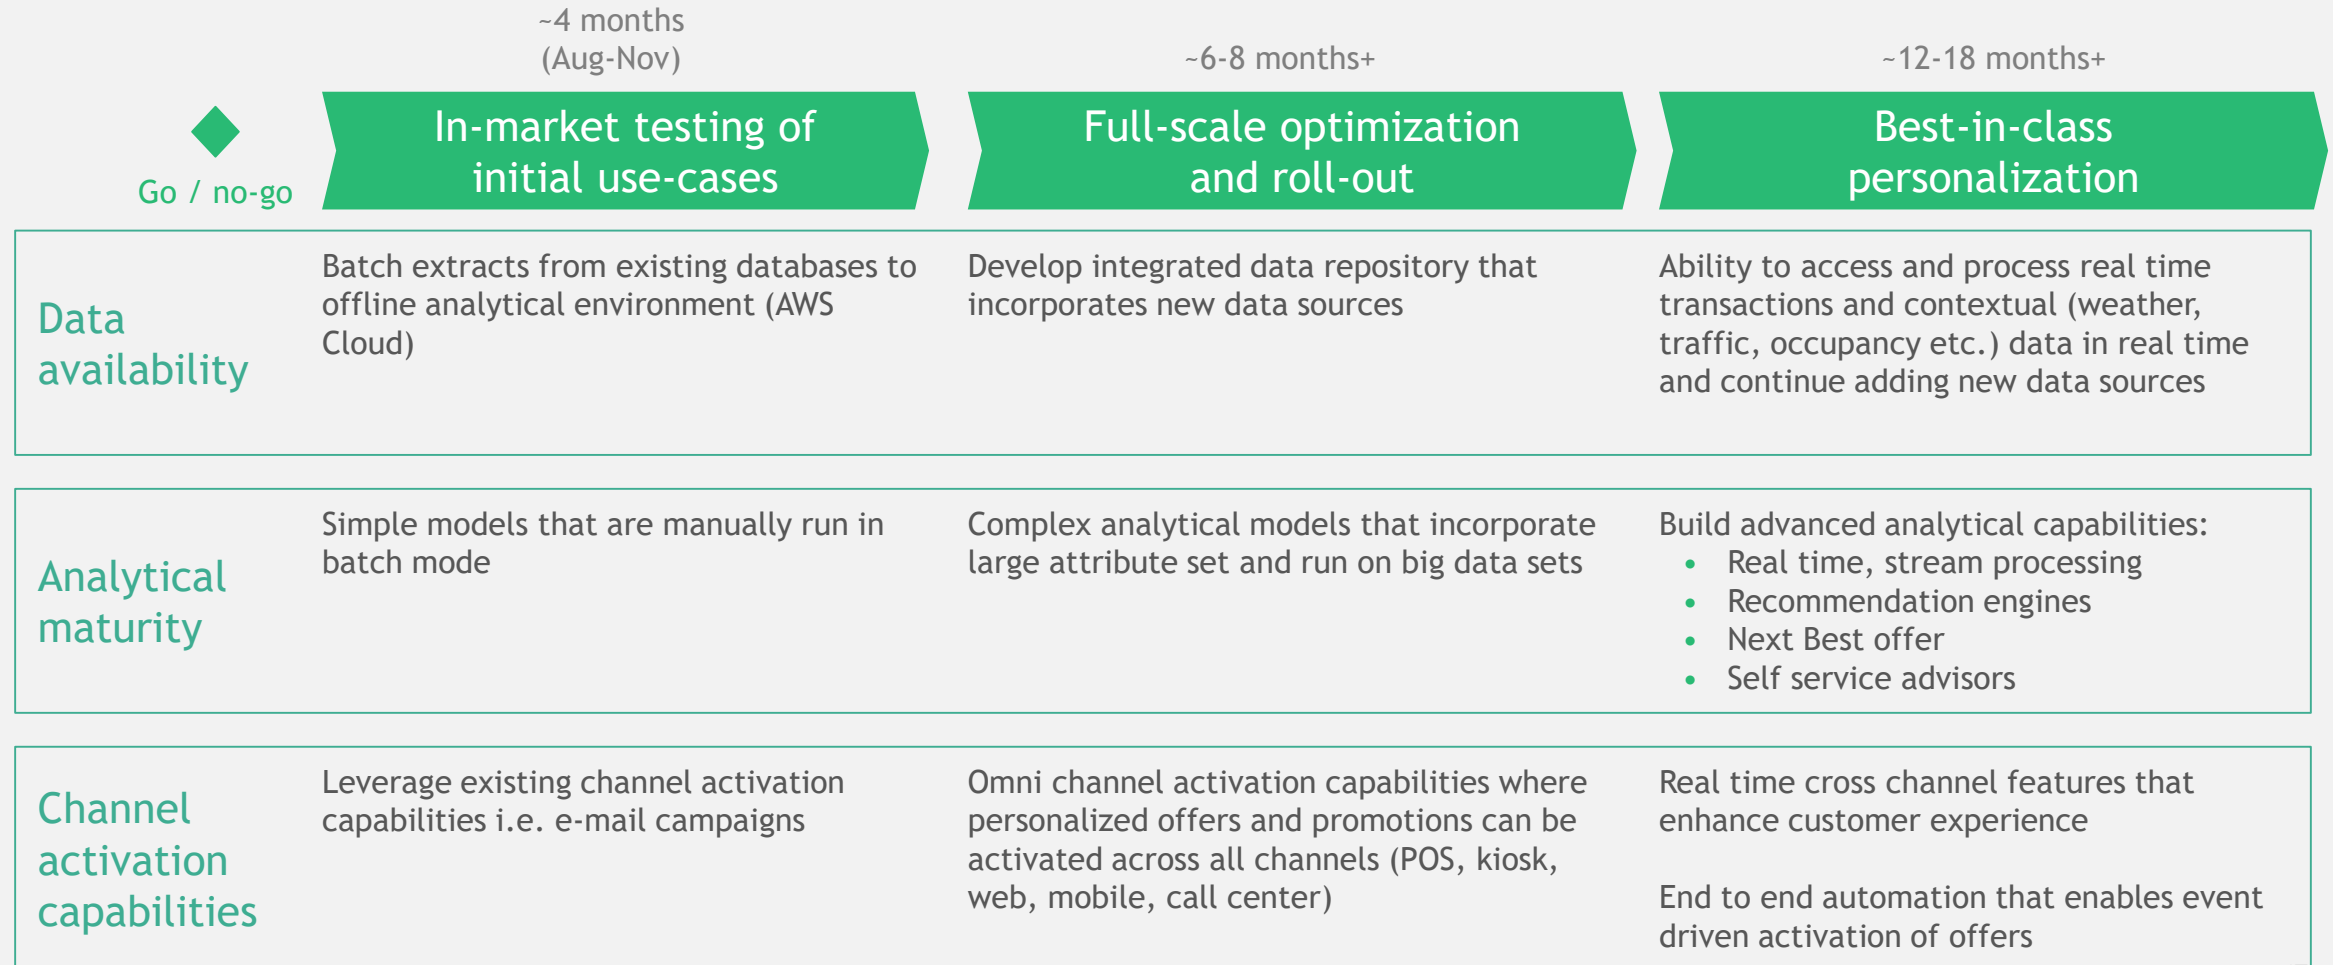 ~4 months
(Aug-Nov)
~6-8 months+
~12-18 months+
Go / no-go
In-market testing of
initial use-cases
Full-scale optimization
and roll-out
Best-in-class
personalization
Data
availability
Batch extracts from existing databases to
offline analytical environment (AWS
Cloud)
Develop integrated data repository that
incorporates new data sources
Ability to access and process real time
transactions and contextual (weather,
traffic, occupancy etc.) data in real time
and continue adding new data sources
Analytical
maturity
Simple models that are manually run in
batch mode
Complex analytical models that incorporate
large attribute set and run on big data sets
Build advanced analytical capabilities:
• Real time, stream processing
• Recommendation engines
• Next Best offer
• Self service advisors
Channel
activation
capabilities
Leverage existing channel activation
capabilities i.e. e-mail campaigns
Omni channel activation capabilities where
personalized offers and promotions can be
activated across all channels (POS, kiosk,
web, mobile, call center)
Real time cross channel features that
enhance customer experience
End to end automation that enables event
driven activation of offers